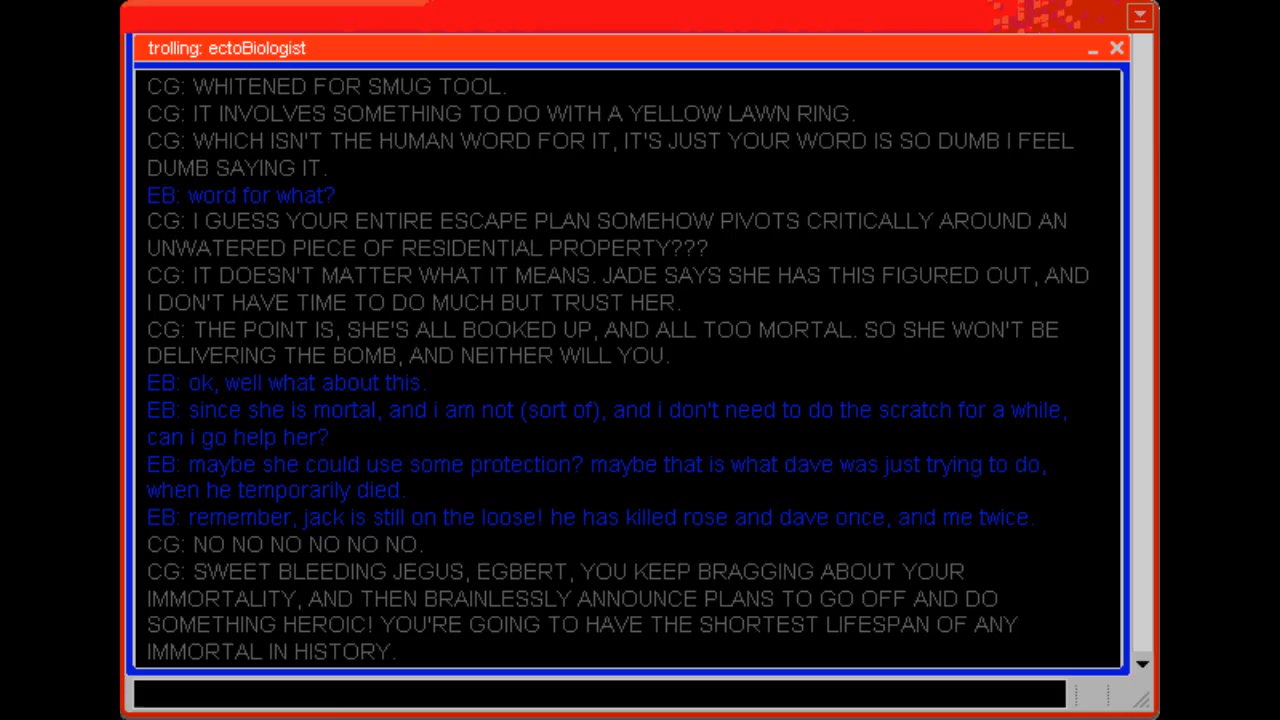 trolling: ectoBiologist
CG: WHITENED FOR SMUG TOOL.
CG: IT INVOLVES SOMETHING TO DO WITH A YELLOW LAWN RING.
CG: WHICH ISN'T THE HUMAN WORD FOR IT, IT'S JUST YOUR WORD IS SO DUMB I FEEL
DUMB SAYING IT.
EB: word for what?
CG: I GUESS YOUR ENTIRE ESCAPE PLAN SOMEHOW PIVOTS CRITICALLY AROUND AN
UNWATERED PIECE OF RESIDENTIAL PROPERTY???
CG: IT DOESN'T MATTER WHAT IT MEANS. JADE SAYS SHE HAS THIS FIGURED OUT, AND
I DON'T HAVE TIME TO DO MUCH BUT TRUST HER.
CG: THE POINT IS, SHE'S ALL BOOKED UP, AND ALL TOO MORTAL. SO SHE WON'T BE
DELIVERING THE BOMB, AND NEITHER WILL YOU.
EB: ok, well what about this.
EB: since she is mortal, and i am not (sort of), and i don't need to do the scratch for a while,
can i go help her?
EB: maybe she could use some protection? maybe that is what dave was just trying to do,
when he temporarily died.
EB: remember, jack is still on the loose! he has killed rose and dave once, and me twice.
CG: NO NO NO NO NO NO.
CG: SWEET BLEEDING JEGUS, EGBERT, YOU KEEP BRAGGING ABOUT YOUR
IMMORTALITY, AND THEN BRAINLESSLY ANNOUNCE PLANS TO GO OFF AND DO
SOMETHING HEROIC! YOU'RE GOING TO HAVE THE SHORTEST LIFESPAN OF ANY
IMMORTAL IN HISTORY.